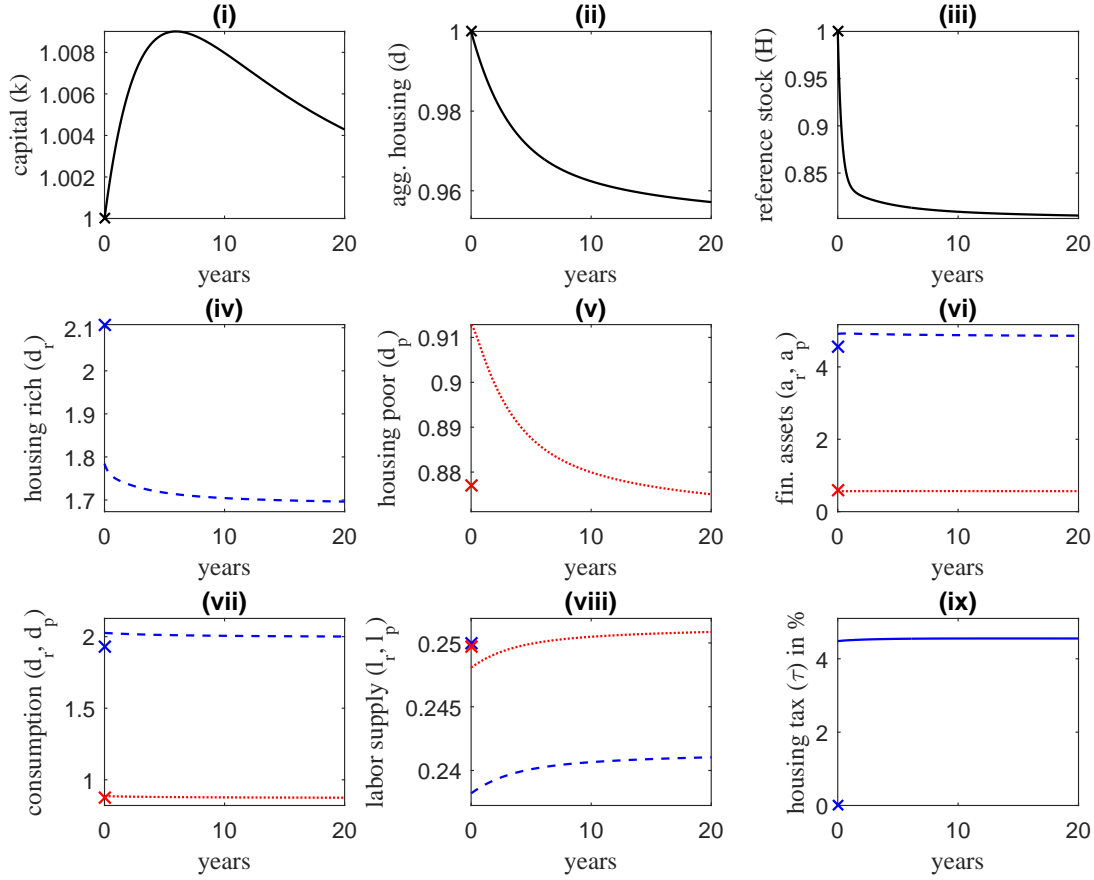 (i)
capital (k)
1.008
1.006
1.004
1.002
1
0
10
20
years
(ii)
agg. housing (d)
1
0.98
0.96
0
10
20
years
(iii)
reference stock (H)
1
0.95
0.9
0.85
0
10
20
years
(iv)
housing rich (d_r)
2.1
2
1.9
1.8
1.7
0
10
20
years
(v)
housing poor (d_p)
0.91
0.9
0.89
0.88
0
10
20
years
(vi)
fin. assets (a_r, a_p)
4
2
0
0
10
20
years
(vii)
consumption (d_r, d_p)
2
1.5
1
0
10
20
years
(viii)
labor supply (l_r, l_p)
0.25
0.245
0.24
0
10
20
years
(ix)
housing tax (τ) in %
4
2
0
0
10
20
years